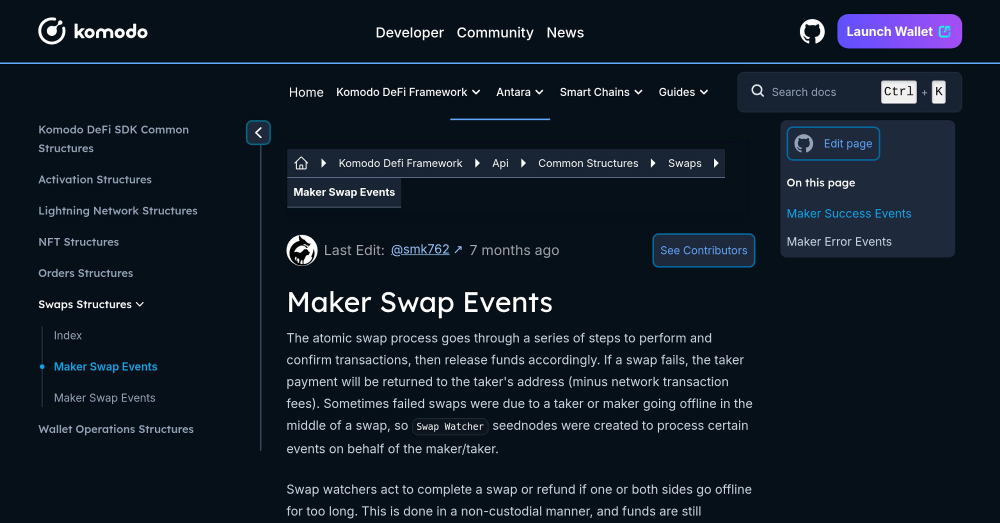 komodo
Developer Community News
Launch Wallet
Home Komodo DeFi Framework Antara Smart Chains Guides
Search docs Ctrl + K
Komodo DeFi SDK Common
Structures
Activation Structures
Lightning Network Structures
NFT Structures
Orders Structures
Swaps Structures
Index
Maker Swap Events
Maker Swap Events
Wallet Operations Structures
Komodo Defi Framework Api Common Structures Swaps
Maker Swap Events
Last Edit: @smk762 ↗ 7 months ago
See Contributors
Maker Swap Events
The atomic swap process goes through a series of steps to perform and
confirm transactions, then release funds accordingly. If a swap fails, the taker
payment will be returned to the taker's address (minus network transaction
fees). Sometimes failed swaps were due to a taker or maker going offline in the
middle of a swap, so Swap Watcher seednodes were created to process certain
events on behalf of the maker/taker.
Swap watchers act to complete a swap or refund if one or both sides go offline
for too long. This is done in a non-custodial manner, and funds are still
Edit page
On this page
Maker Success Events
Maker Error Events